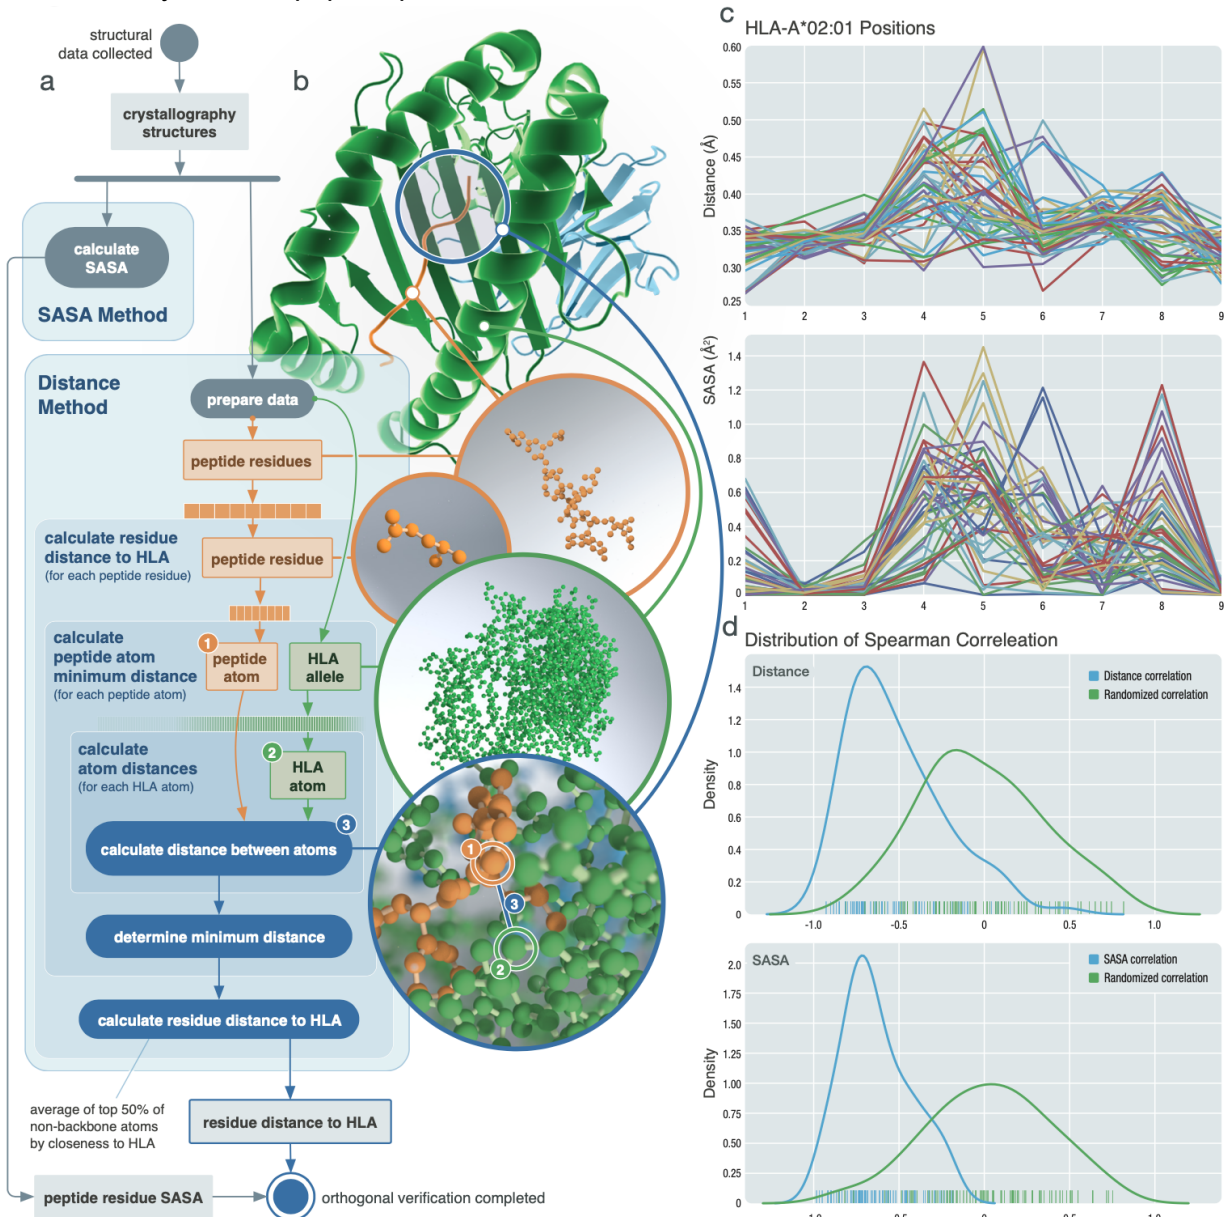 structural
data collected
a
crystallography
structures
calculate
SASA
SASA Method
Distance
Method
prepare data
peptide residues
calculate residue
distance to HLA
(for each peptide residue)
peptide residue
calculate
peptide atom
minimum distance
(for each peptide atom)
1
peptide
atom
HLA
allele
calculate
atom distances
(for each HLA atom)
2
HLA
atom
3
calculate distance between atoms
determine minimum distance
calculate residue distance to HLA
average of top 50% of
non-backbone atoms
by closeness to HLA
residue distance to HLA
peptide residue SASA
orthogonal verification completed
b
1
3
2
c
HLA-A*02:01 Positions
Distance (Å)
0.60
0.55
0.50
0.45
0.40
0.35
0.30
0.25
1 2 3 4 5 6 7 8 9
SASA (Å²)
1.4
1.2
1.0
0.8
0.6
0.4
0.2
0
1 2 3 4 5 6 7 8 9
d
Distribution of Spearman Correleation
Distance
Distance correlation
Randomized correlation
Density
1.4
1.2
1.0
0.8
0.6
0.4
0.2
0
-1.0 -0.5 0 0.5 1.0
SASA
SASA correlation
Randomized correlation
Density
2.0
1.75
1.50
1.25
1.00
0.75
0.50
0.25
0